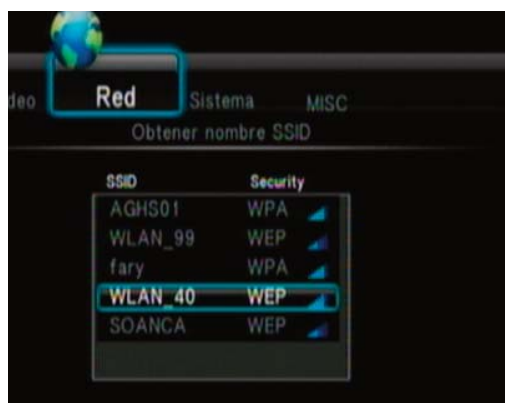 deo Red Sistema MISC
Obtener nombre SSID
SSID Security
AGHS01 WPA
WLAN_99 WEP
fary WPA
WLAN_40 WEP
SOANCA WEP